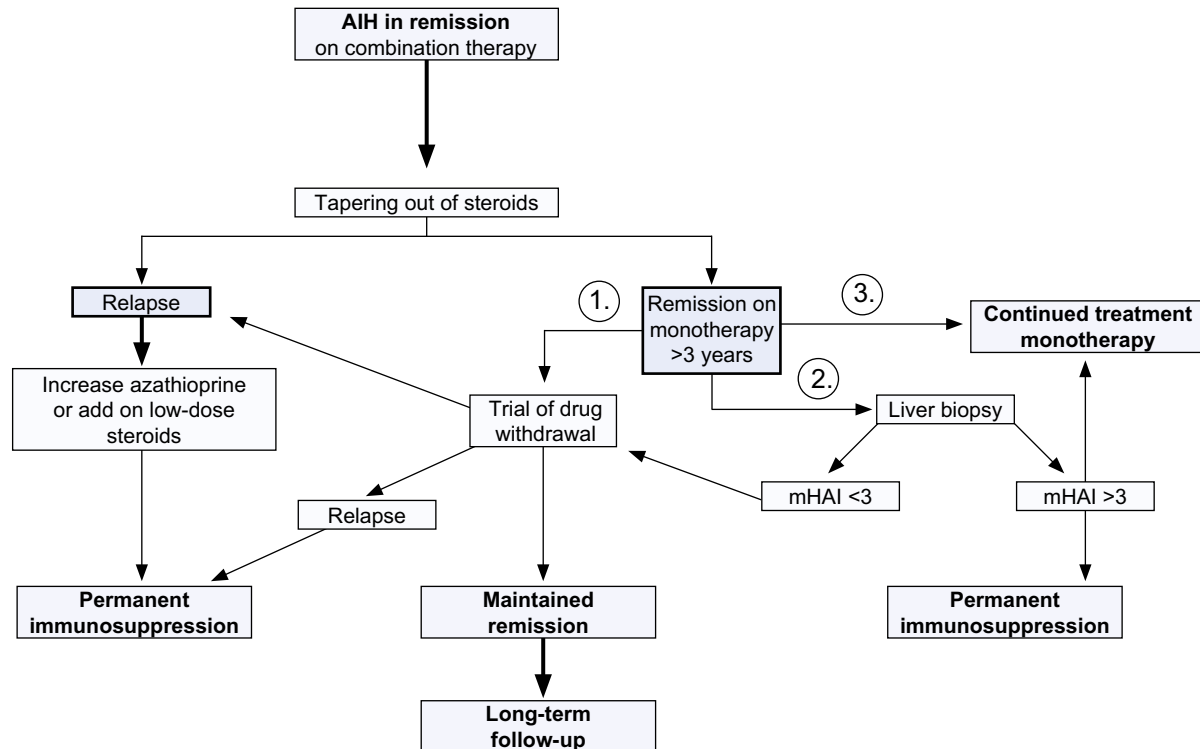 AIH in remission
on combination therapy
Tapering out of steroids
Relapse
1.
Remission on
monotherapy
>3 years
3.
Continued treatment
monotherapy
2.
Increase azathioprine
or add on low-dose
steroids
Trial of drug
withdrawal
Liver biopsy
mHAI <3
mHAI >3
Relapse
Permanent
immunosuppression
Maintained
remission
Permanent
immunosuppression
Long-term
follow-up